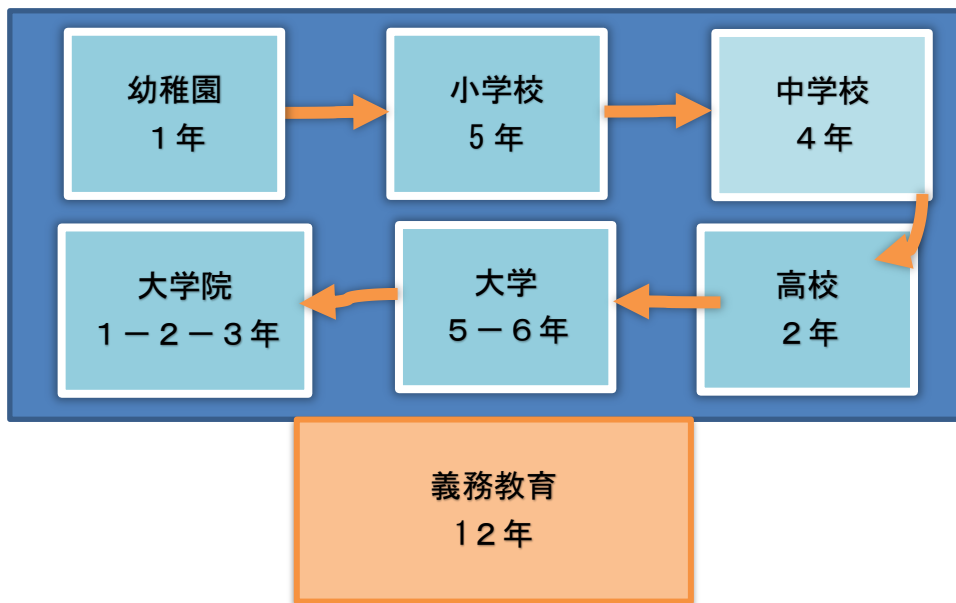 幼稚園
１年
小学校
5年
中学校
４年
高校
２年
大学
５－６年
大学院
１－２－３年
義務教育
1２年